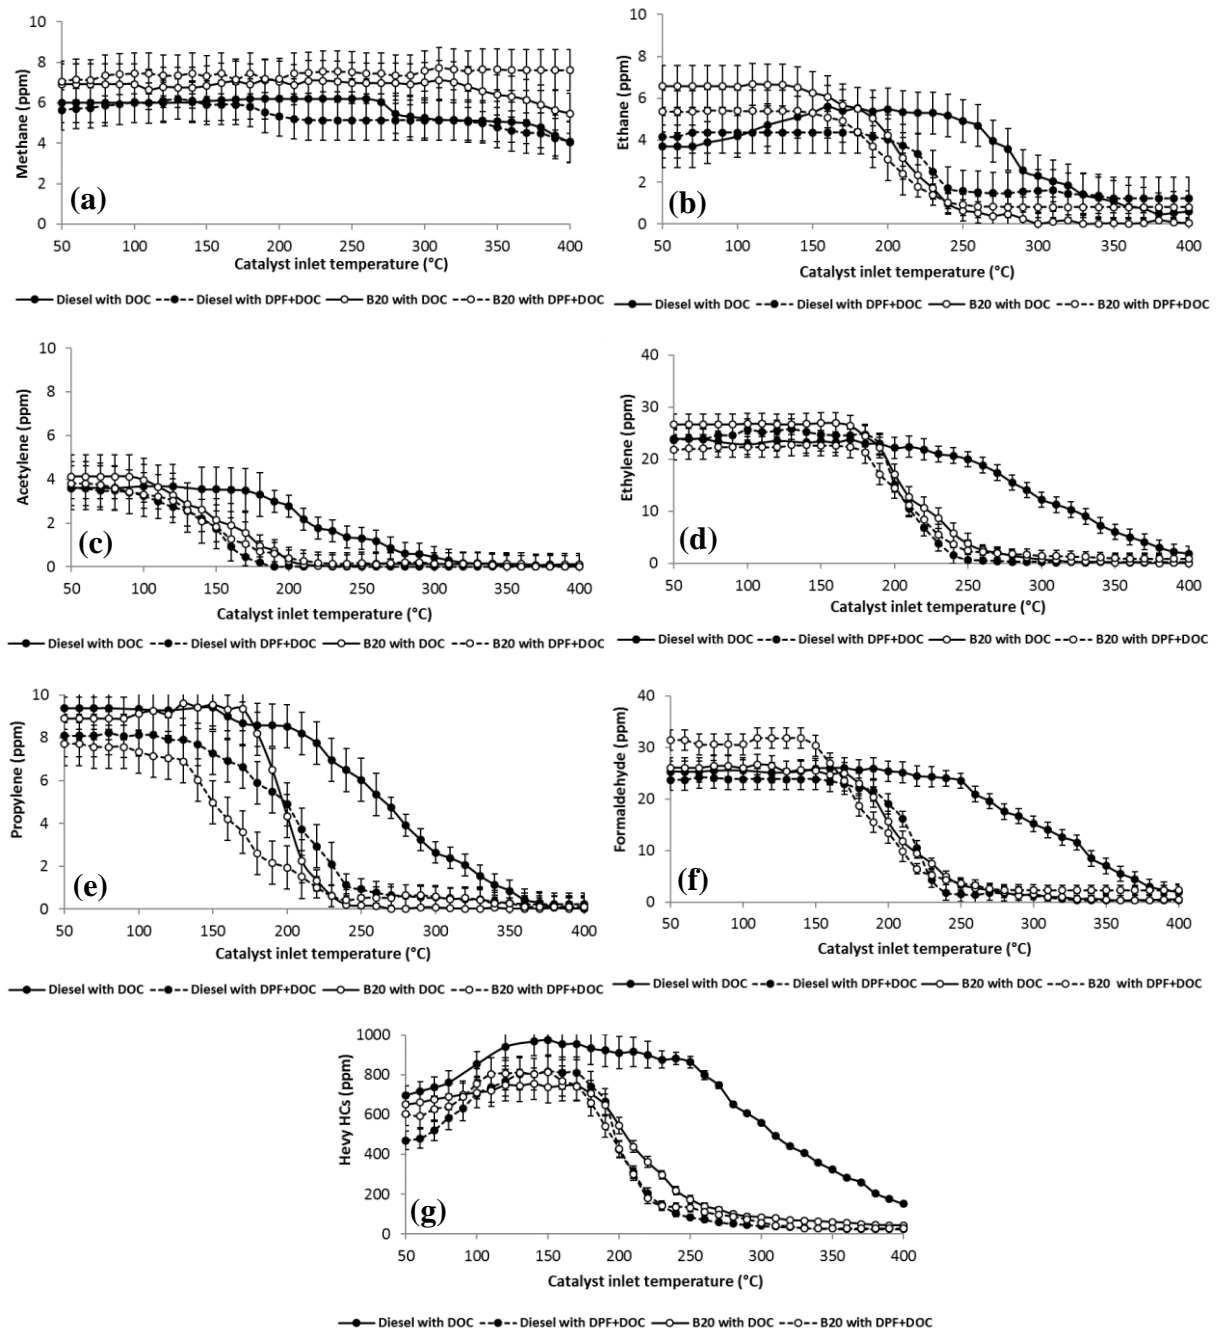 10
8
6
4
2
0
Methane (ppm)
(a)
50 100 150 200 250 300 350 400
Catalyst inlet temperature (°C)
Diesel with DOC Diesel with DPF+DOC B20 with DOC B20 with DPF+DOC
10
8
6
4
2
0
Ethane (ppm)
(b)
50 100 150 200 250 300 350 400
Catalyst inlet temperature (°C)
Diesel with DOC Diesel with DPF+DOC B20 with DOC B20 with DPF+DOC
10
8
6
4
2
0
Acetylene (ppm)
(c)
50 100 150 200 250 300 350 400
Catalyst inlet temperature (°C)
Diesel with DOC Diesel with DPF+DOC B20 with DOC B20 with DPF+DOC
40
30
20
10
0
Ethylene (ppm)
(d)
50 100 150 200 250 300 350 400
Catalyst inlet temperature (°C)
Diesel with DOC Diesel with DPF+DOC B20 with DOC B20 with DPF+DOC
10
8
6
4
2
0
Propylene (ppm)
(e)
50 100 150 200 250 300 350 400
Catalyst inlet temperature (°C)
Diesel with DOC Diesel with DPF+DOC B20 with DOC B20 with DPF+DOC
40
30
20
10
0
Formaldehyde (ppm)
(f)
50 100 150 200 250 300 350 400
Catalyst inlet temperature (°C)
Diesel with DOC Diesel with DPF+DOC B20 with DOC B20 with DPF+DOC
1000
800
600
400
200
0
Hevy HCs (ppm)
(g)
50 100 150 200 250 300 350 400
Catalyst inlet temperature (°C)
Diesel with DOC Diesel with DPF+DOC B20 with DOC B20 with DPF+DOC